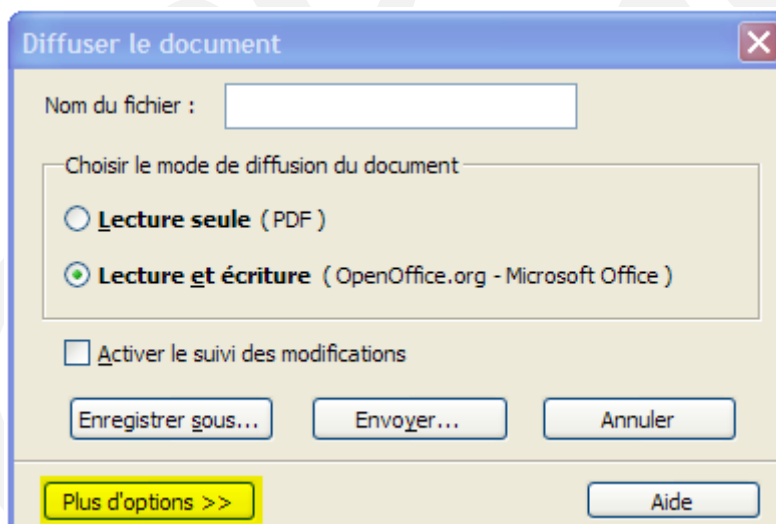 Diffuser le document
Nom du fichier :
Choisir le mode de diffusion du document
Lecture seule ( PDF )
Lecture et écriture ( OpenOffice.org - Microsoft Office )
Activer le suivi des modifications
Enregistrer sous... Envoyer... Annuler
Plus d'options >> Aide